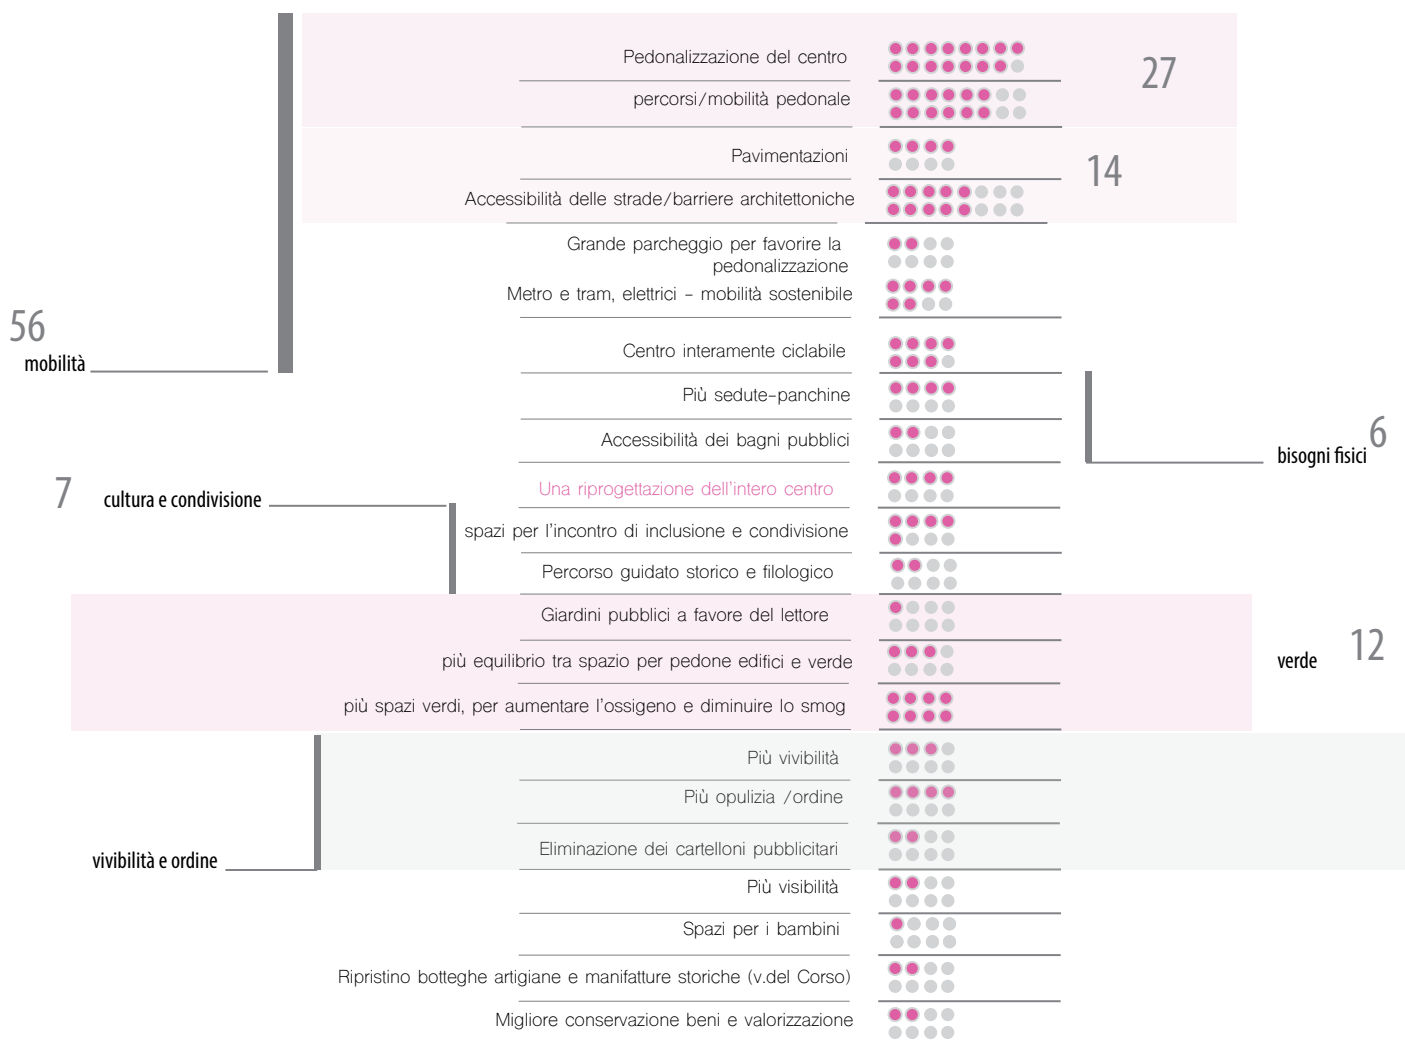 Pedonalizzazione del centro
27
percorsi/mobilità pedonale
Pavimentazioni
14
Accessibilità delle strade/barriere architettoniche
Grande parcheggio per favorire la
pedonalizzazione
Metro e tram, elettrici - mobilità sostenibile
56
mobilità
Centro interamente ciclabile
Più sedute-panchine
Accessibilità dei bagni pubblici
6
bisogni fisici
7
cultura e condivisione
Una riprogettazione dell'intero centro
spazi per l'incontro di inclusione e condivisione
Percorso guidato storico e filologico
Giardini pubblici a favore del lettore
più equilibrio tra spazio per pedone edifici e verde
verde
12
più spazi verdi, per aumentare l'ossigeno e diminuire lo smog
Più vivibilità
Più opulizia /ordine
Eliminazione dei cartelloni pubblicitari
vivibilità e ordine
Più visibilità
Spazi per i bambini
Ripristino botteghe artigiane e manifatture storiche (v.del Corso)
Migliore conservazione beni e valorizzazione